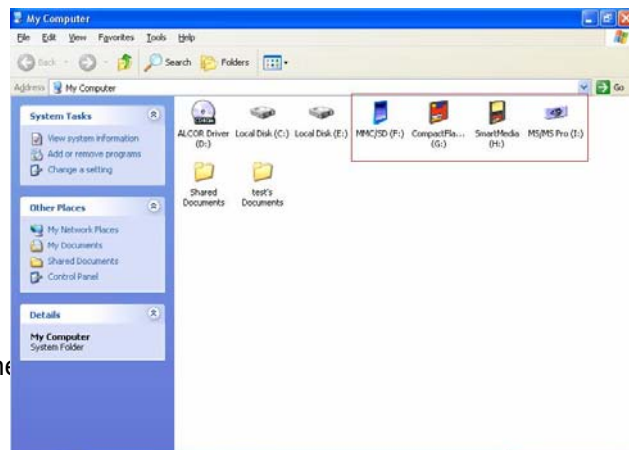 My Computer
File Edit View Favorites Tools Help
Back Search Folders
Address My Computer Go
System Tasks
View system information
Add or remove programs
Change a setting
Other Places
My Network Places
My Documents
Shared Documents
Control Panel
Details
My Computer
System Folder
ALCOR Driver (D:)
Local Disk (C:)
Local Disk (E:)
MMC/SD (F:)
CompactFla... (G:)
SmartMedia (H:)
MS/MS Pro (I:)
Shared Documents
test's Documents